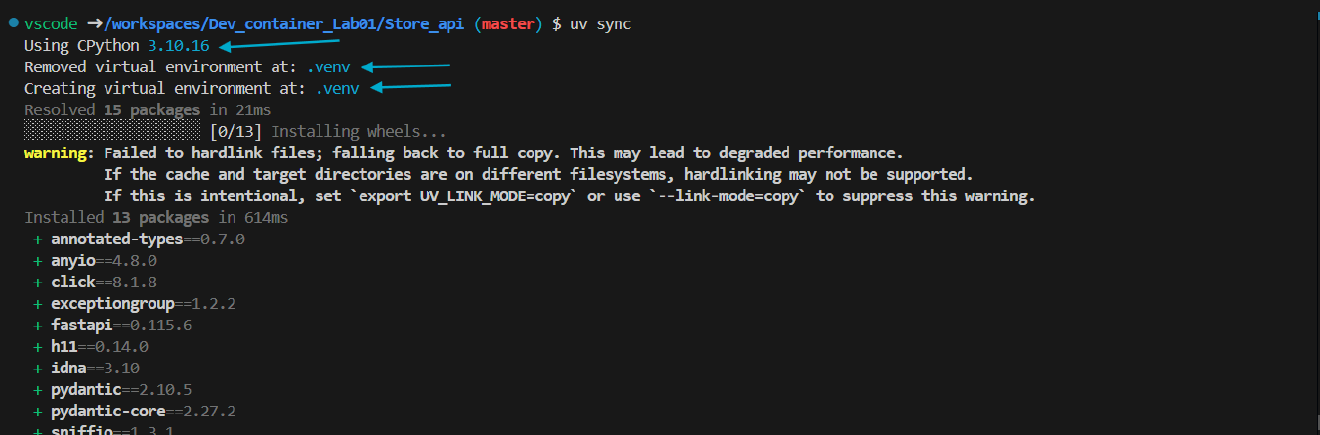 vscode →/workspaces/Dev_container_Lab01/Store_api (master) $ uv sync
Using CPython 3.10.16
Removed virtual environment at: .venv
Creating virtual environment at: .venv
Resolved 15 packages in 21ms
[0/13] Installing wheels...
warning: Failed to hardlink files; falling back to full copy. This may lead to degraded performance.
If the cache and target directories are on different filesystems, hardlinking may not be supported.
If this is intentional, set `export UV_LINK_MODE=copy` or use `--link-mode=copy` to suppress this warning.
Installed 13 packages in 614ms
+ annotated-types==0.7.0
+ anyio==4.8.0
+ click==8.1.8
+ exceptiongroup==1.2.2
+ fastapi==0.115.6
+ h11==0.14.0
+ idna==3.10
+ pydantic==2.10.5
+ pydantic-core==2.27.2
+ sniffio==1.3.1